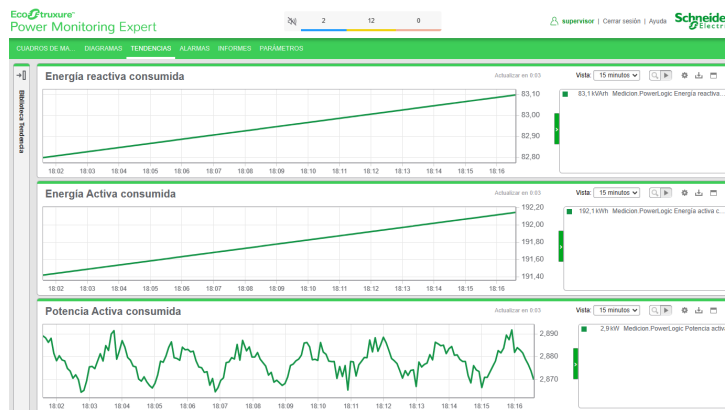 EcoStruxure™
Power Monitoring Expert
2 12 0
supervisor | Cerrar sesión | Ayuda
Schneide
Electr
CUADROS DE MA... DIAGRAMAS TENDENCIAS ALARMAS INFORMES PARÁMETROS
Biblioteca Tendencia
Energía reactiva consumida
Actualizar en 0:03
Vista: 15 minutos
83,10
83,00
82,90
82,80
18:02 18:03 18:04 18:05 18:06 18:07 18:08 18:09 18:10 18:11 18:12 18:13 18:14 18:15 18:16
83,1 kVArh Medicion.PowerLogic Energía reactiva...
Energía Activa consumida
Actualizar en 0:03
Vista: 15 minutos
192,20
192,00
191,80
191,60
191,40
18:02 18:03 18:04 18:05 18:06 18:07 18:08 18:09 18:10 18:11 18:12 18:13 18:14 18:15 18:16
192,1 kWh Medicion.PowerLogic Energía activa c...
Potencia Activa consumida
Actualizar en 0:03
Vista: 15 minutos
2,890
2,880
2,870
18:02 18:03 18:04 18:05 18:06 18:07 18:08 18:09 18:10 18:11 18:12 18:13 18:14 18:15 18:16
2,9 kW Medicion.PowerLogic Potencia activa